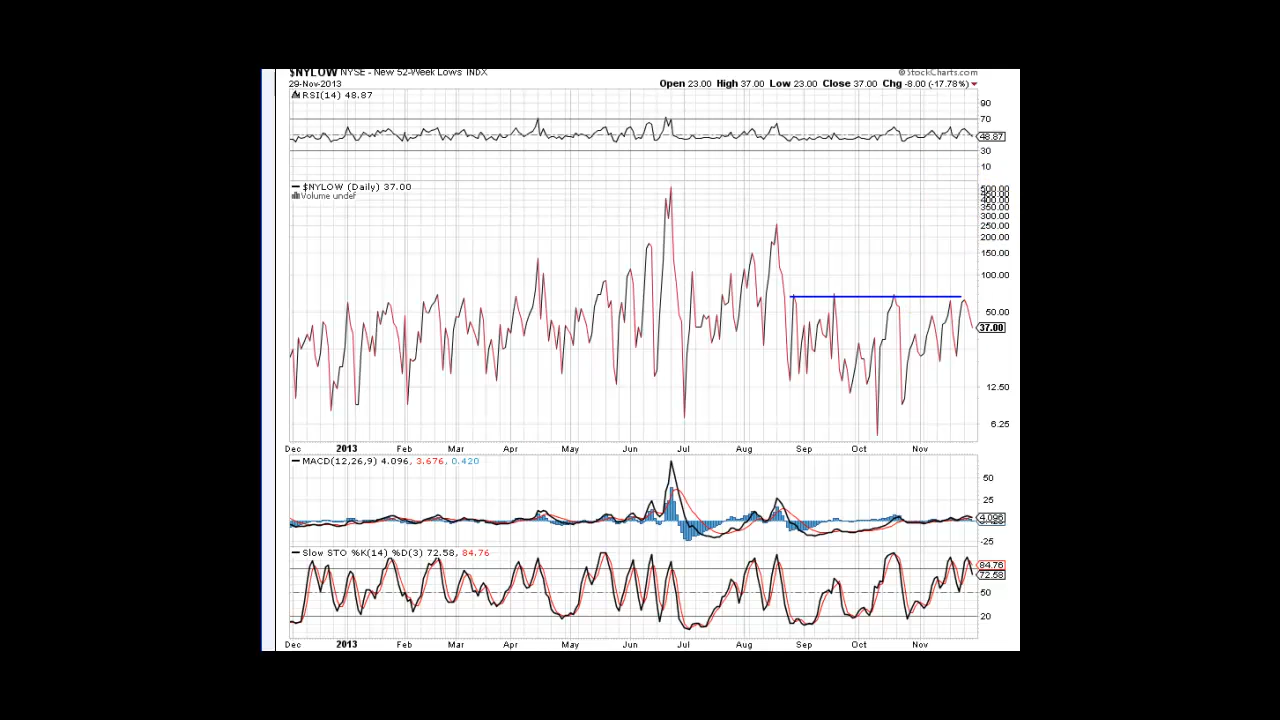 $NYLOW NYSE - New 52-Week Lows INDX © StockCharts.com
29-Nov-2013 Open 23.00 High 37.00 Low 23.00 Close 37.00 Chg -8.00 (-17.78%)
RSI(14) 48.87
90
70
48.87
30
10
$NYLOW (Daily) 37.00
Volume undef
500.00
450.00
400.00
350.00
300.00
250.00
200.00
150.00
100.00
50.00
37.00
12.50
6.25
Dec 2013 Feb Mar Apr May Jun Jul Aug Sep Oct Nov
MACD(12,26,9) 4.096, 3.676, 0.420
50
25
4.096
-25
Slow STO %K(14) %D(3) 72.58, 84.76
84.76
72.58
50
20
Dec 2013 Feb Mar Apr May Jun Jul Aug Sep Oct Nov